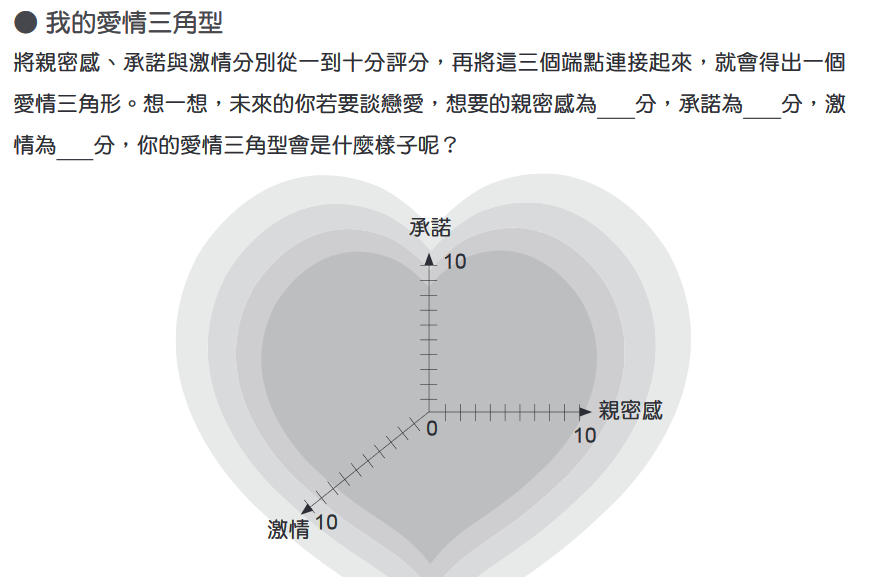 ● 我的愛情三角型
將親密感、承諾與激情分別從一到十分評分，再將這三個端點連接起來，就會得出一個
愛情三角形。想一想，未來的你若要談戀愛，想要的親密感為___分，承諾為___分，激
情為___分，你的愛情三角型會是什麼樣子呢？
承諾
10
親密感
0
10
激情 10